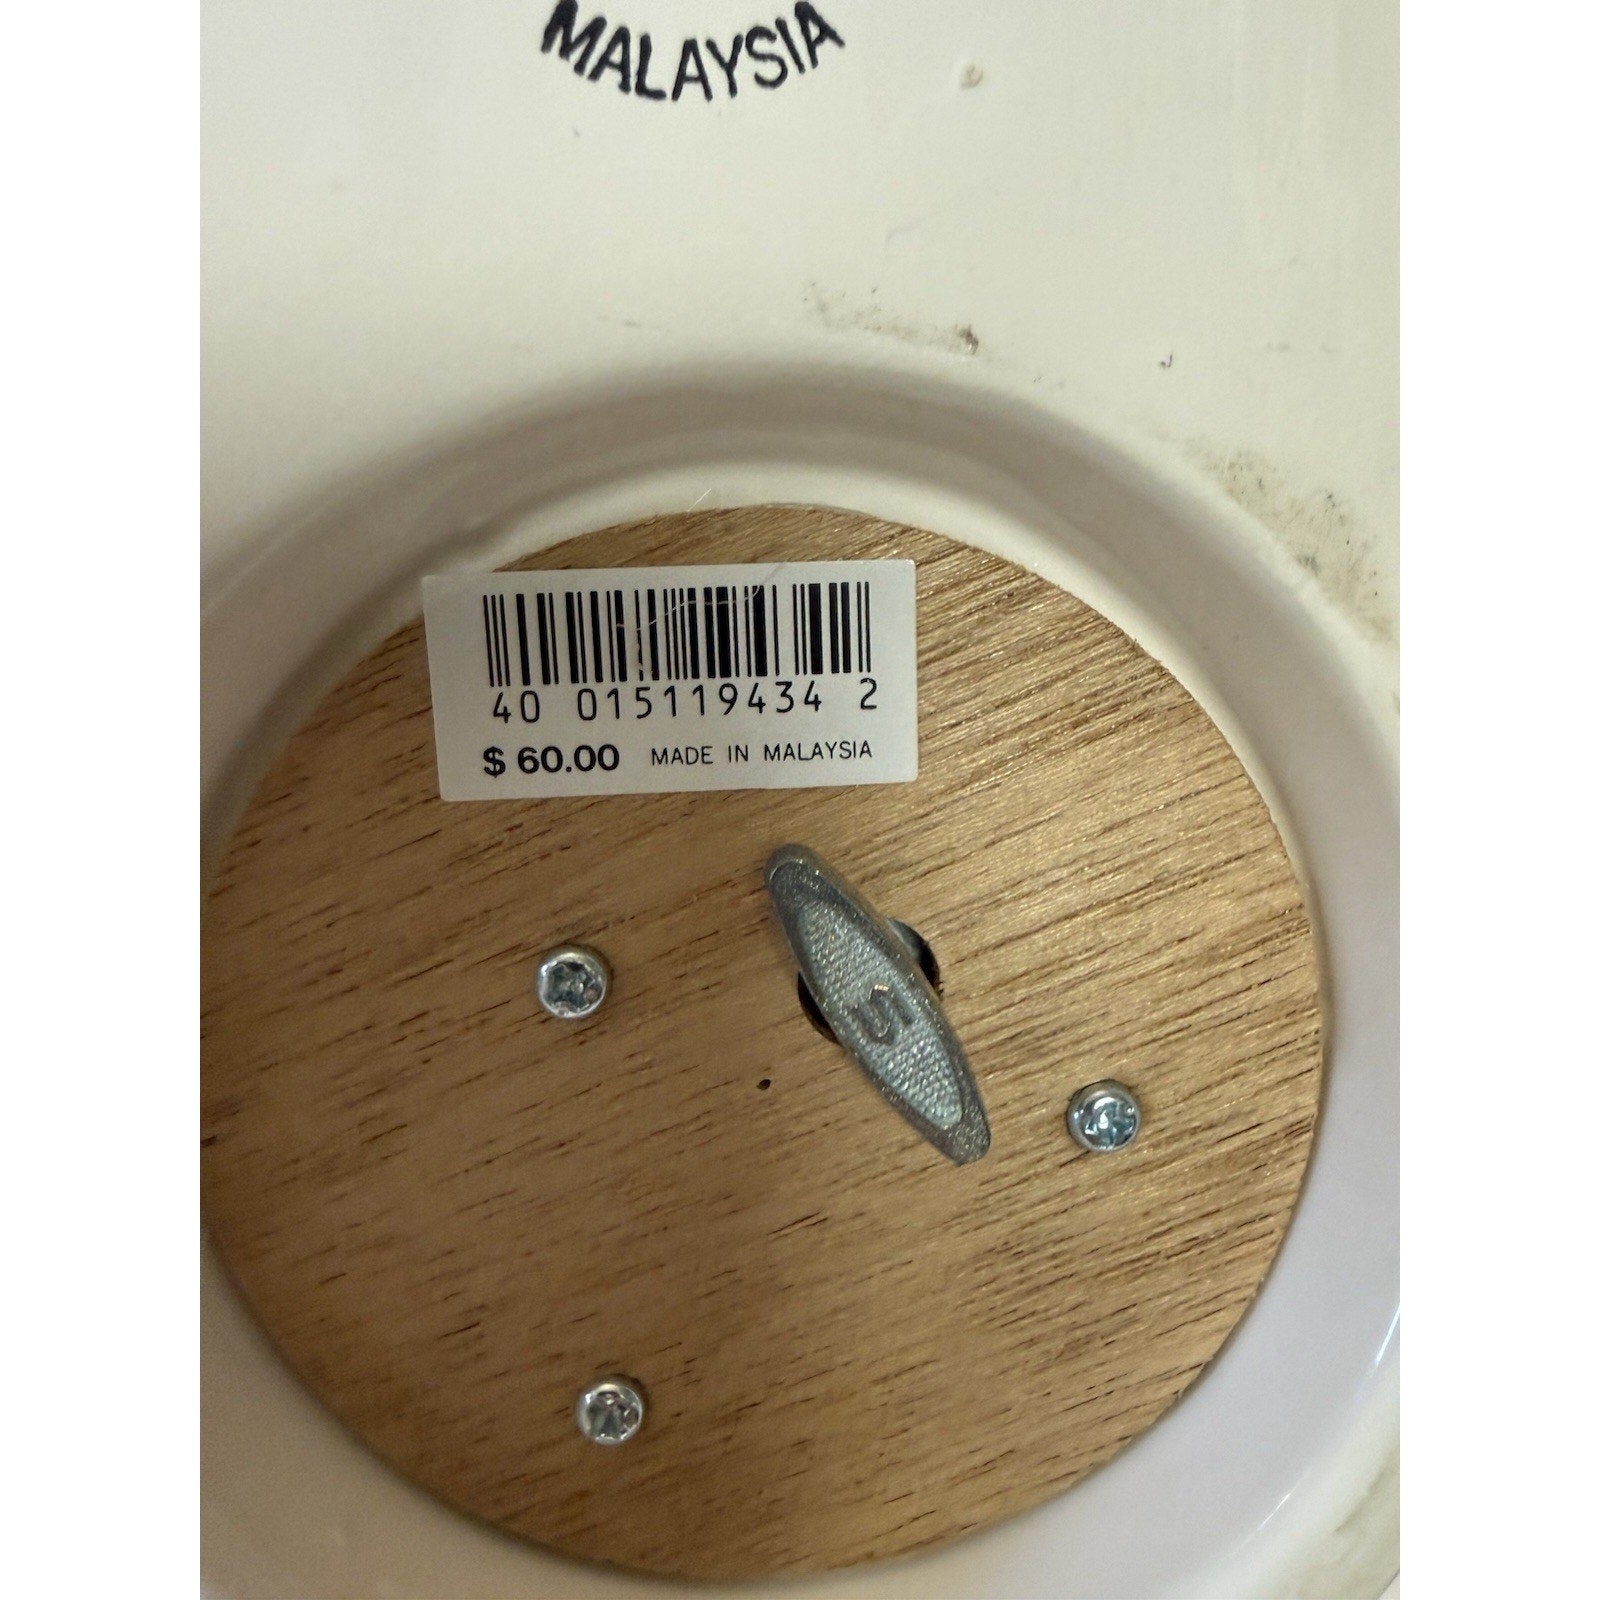 MALAYSIA
40 015119434 2
$ 60.00 MADE IN MALAYSIA
S